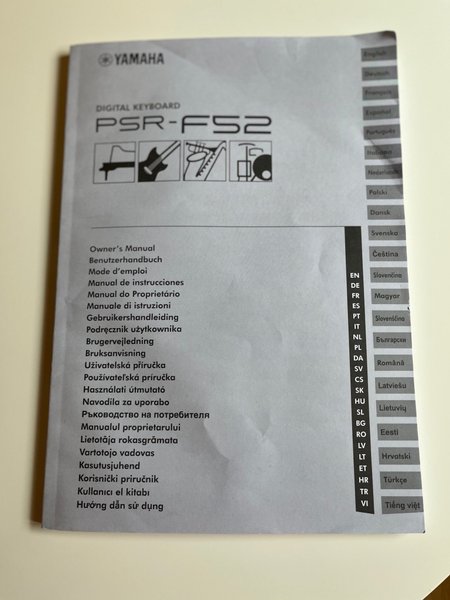 YAMAHA
DIGITAL KEYBOARD
PSR-F52
Owner's Manual
Benutzerhandbuch
Mode d'emploi
Manual de instrucciones
Manual do Proprietário
Manuale di istruzioni
Gebruikershandleiding
Podręcznik użytkownika
Brugervejledning
Bruksanvisning
Uživatelská příručka
Používateľská príručka
Használati útmutató
Navodila za uporabo
Ръководство на потребителя
Manualul proprietarului
Lietotāja rokasgrāmata
Vartotojo vadovas
Kasutusjuhend
Korisnički priručnik
Kullanıcı el kitabı
Hướng dẫn sử dụng
EN
DE
FR
ES
PT
IT
NL
PL
DA
SV
CS
SK
HU
SL
BG
RO
LV
LT
ET
HR
TR
VI
English
Deutsch
Français
Español
Português
Italiano
Nederlands
Polski
Dansk
Svenska
Čeština
Slovenčina
Magyar
Slovenščina
Български
Română
Latviešu
Lietuvių
Eesti
Hrvatski
Türkçe
Tiếng việt